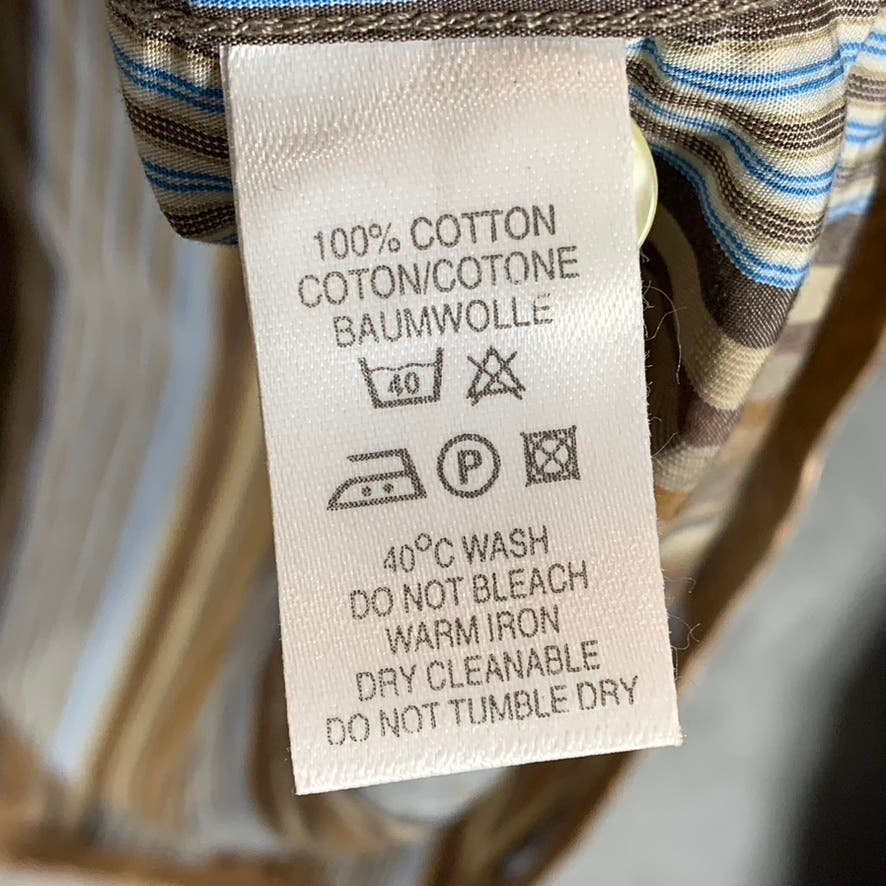 100% COTTON
COTON/COTONE
BAUMWOLLE
40
P
40°C WASH
DO NOT BLEACH
WARM IRON
DRY CLEANABLE
DO NOT TUMBLE DRY